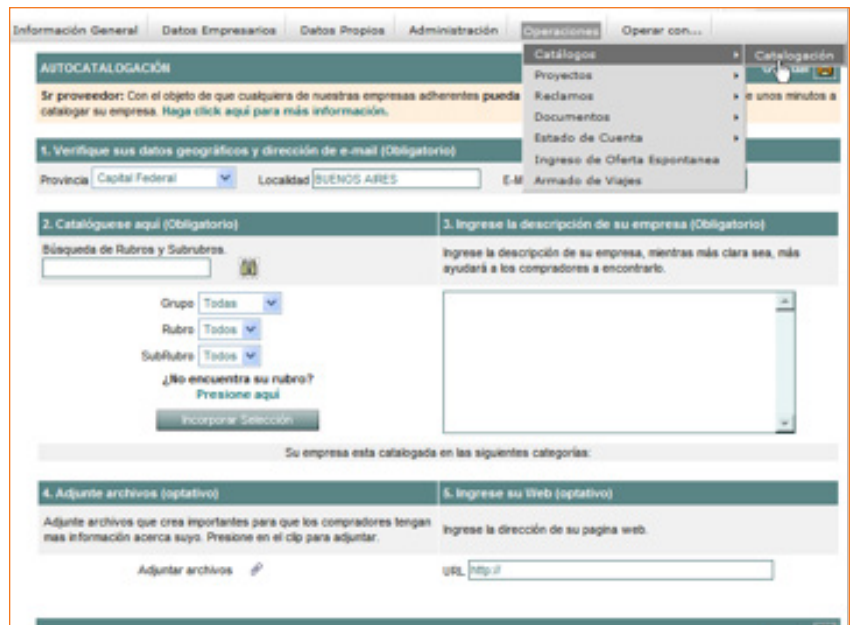 Información General Datos Empresarios Datos Propios Administración Operaciones Operar con...
Catálogos Catalogación
Proyectos
Reclamos
Documentos
Estado de Cuenta
Ingreso de Oferta Espontanea
Armado de Viajes
AUTOCATALOGACIÓN
Sr proveedor: Con el objeto de que cualquiera de nuestras empresas adherentes pueda e unos minutos a
catalogar su empresa. Haga click aquí para más información.
1. Verifique sus datos geográficos y dirección de e-mail (Obligatorio)
Provincia Capital Federal Localidad BUENOS AIRES E-M
2. Catalóguese aquí (Obligatorio)
Búsqueda de Rubros y Subrubros.
Grupo Todas
Rubro Todos
SubRubro Todos
¿No encuentra su rubro?
Presione aquí
Incorporar Selección
3. Ingrese la descripción de su empresa (Obligatorio)
Ingrese la descripción de su empresa, mientras más clara sea, más
ayudará a los compradores a encontrarlo.
Su empresa esta catalogada en las siguientes categorías:
4. Adjunte archivos (optativo)
Adjunte archivos que crea importantes para que los compradores tengan
mas información acerca suyo. Presione en el clip para adjuntar.
Adjuntar archivos
5. Ingrese su Web (optativo)
Ingrese la dirección de su pagina web.
URL http://